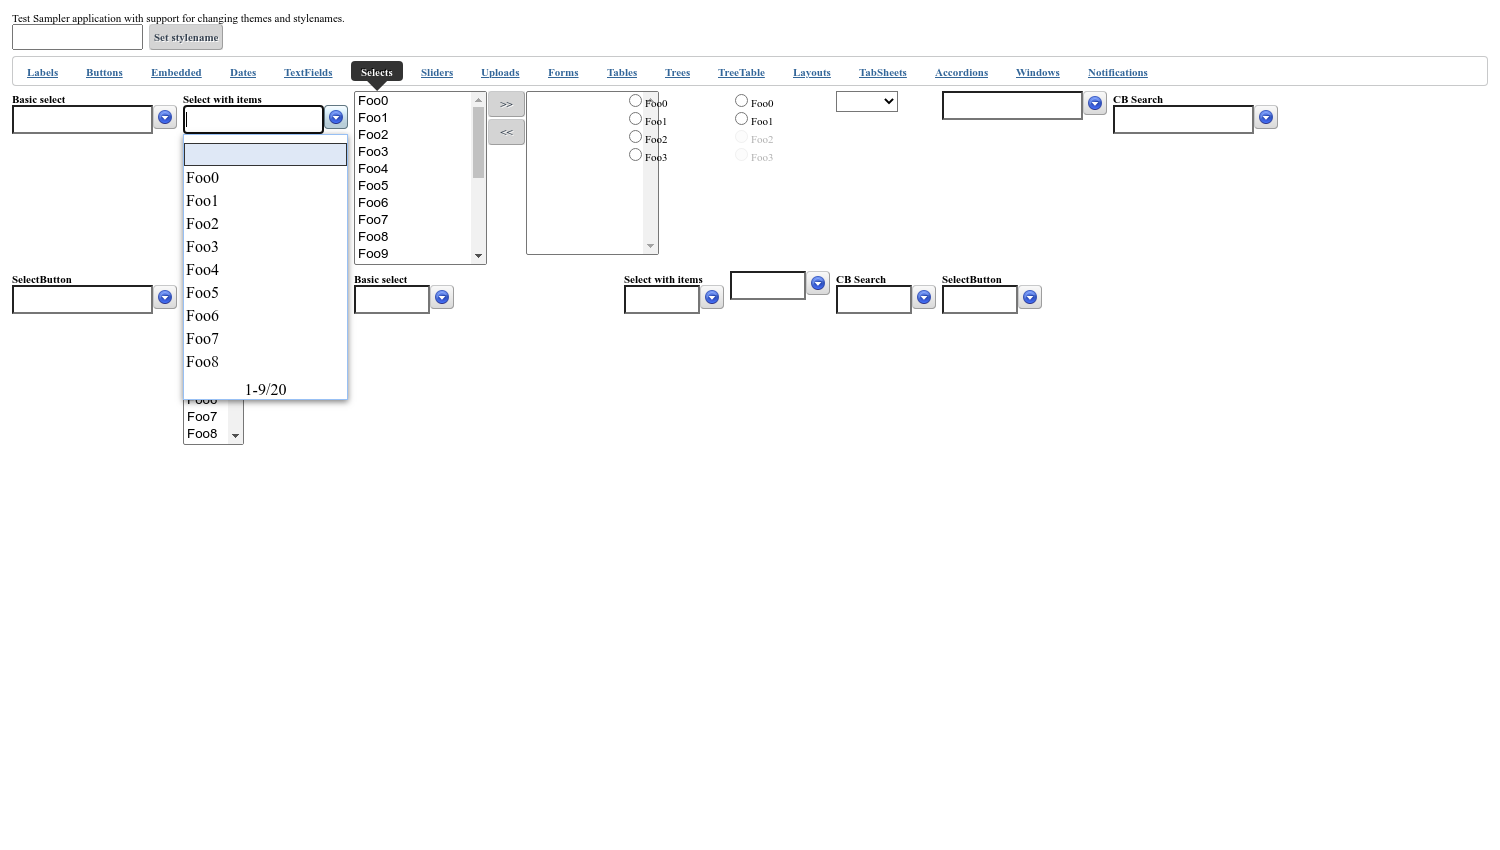 Test Sampler application with support for changing themes and stylenames.
Set stylename
Labels Buttons Embedded Dates TextFields Selects Sliders Uploads Forms Tables Trees TreeTable Layouts TabSheets Accordions Windows Notifications
Basic select
Select with items
Foo0
Foo1
Foo2
Foo3
Foo4
Foo5
Foo6
Foo7
Foo8
1-9/20
Foo0
Foo1
Foo2
Foo3
Foo4
Foo5
Foo6
Foo7
Foo8
Foo9
>>
<<
Foo0
Foo1
Foo2
Foo3
Foo0
Foo1
Foo2
Foo3
CB Search
SelectButton
Foo6
Foo7
Foo8
Basic select
Select with items
CB Search
SelectButton